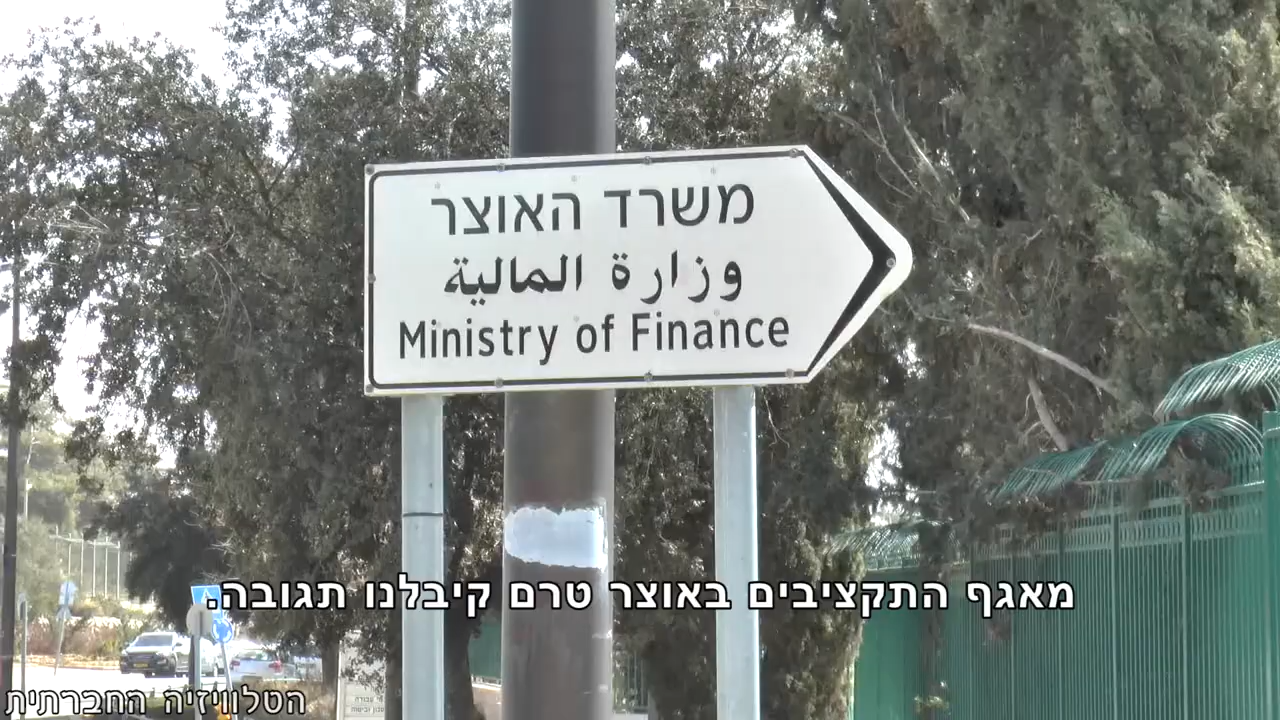 משרד האוצר
وزارة المالية
Ministry of Finance
מאגף התקציבים באוצר טרם קיבלנו תגובה.
הטלוויזיה החברתית